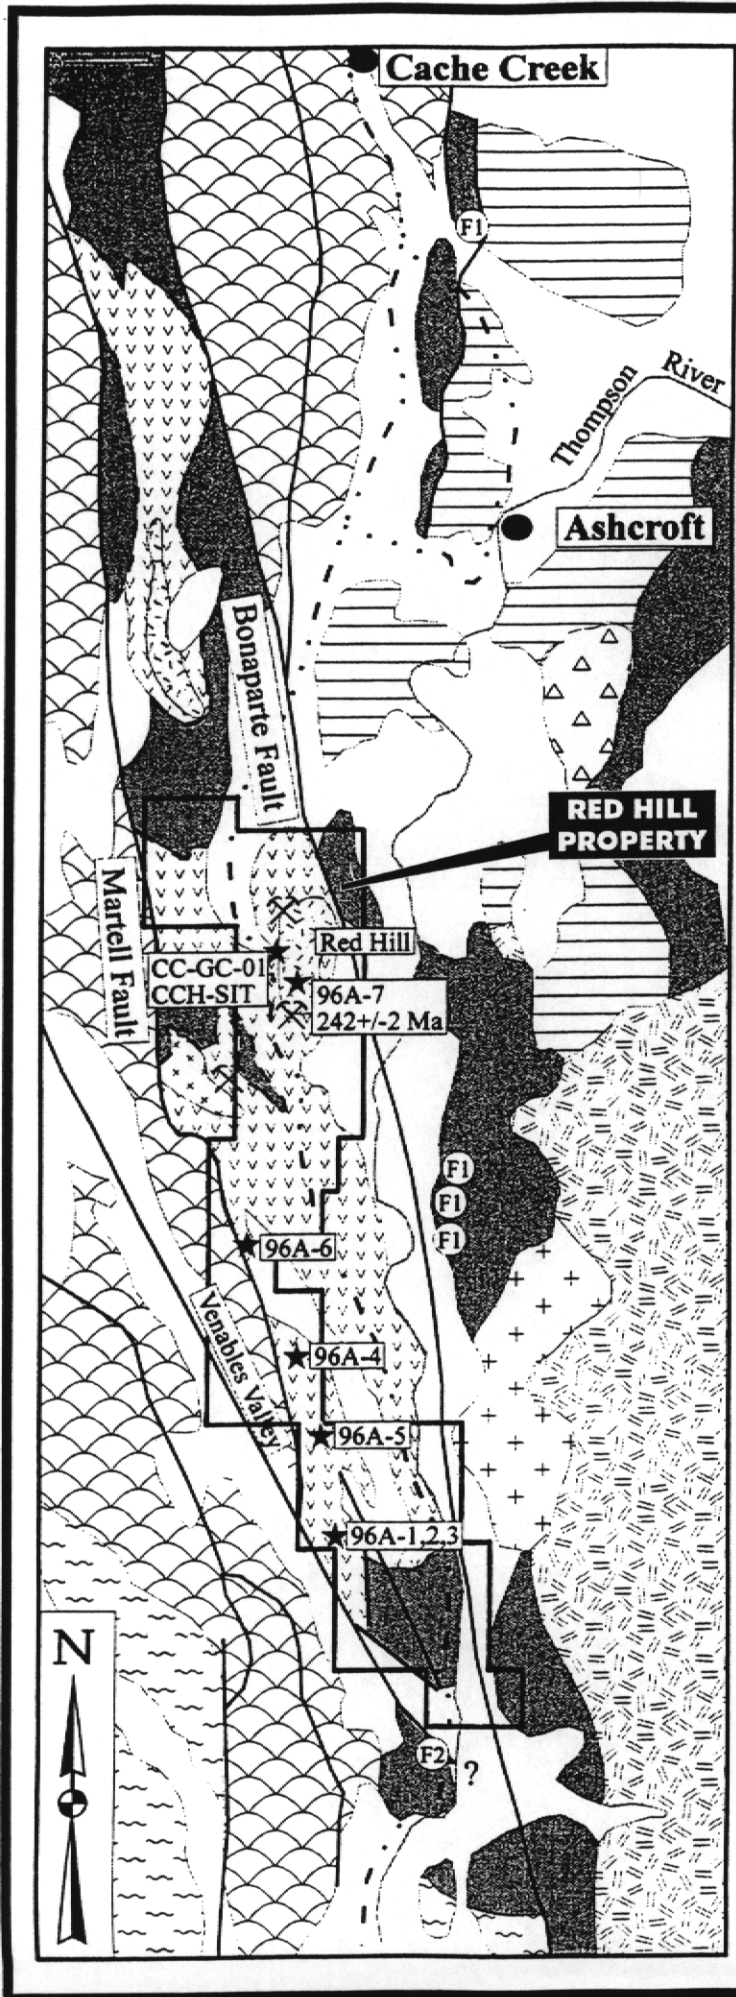 Cache Creek
F1
River
Thompson
Ashcroft
Bonaparte Fault
RED HILL
PROPERTY
Martell Fault
Red Hill
CC-GC-01
CCH-SIT
96A-7
242+/-2 Ma
F1
F1
F1
96A-6
Venables Valley
96A-4
96A-5
96A-1,2,3
N
F2
?